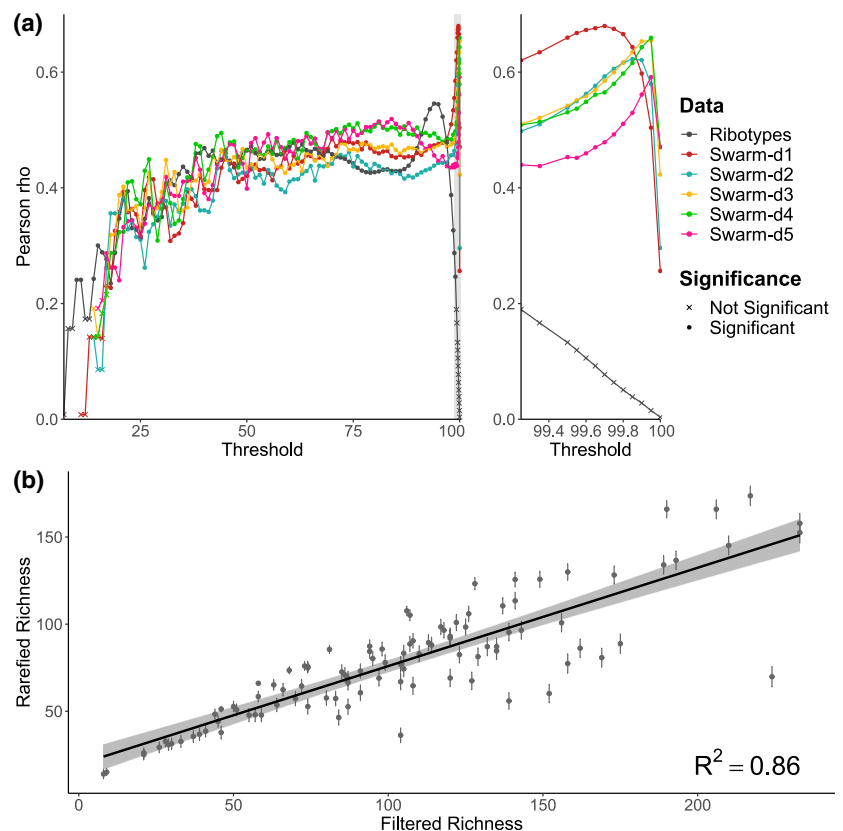 (a)
Pearson rho
0.6
0.4
0.2
0.0
25
50
75
100
Threshold
0.6
0.4
0.2
0.0
99.4
99.6
99.8
100
Threshold
Data
Ribotypes
Swarm-d1
Swarm-d2
Swarm-d3
Swarm-d4
Swarm-d5
Significance
Not Significant
Significant
(b)
Rarefied Richness
150
100
50
R² = 0.86
0
50
100
150
200
Filtered Richness